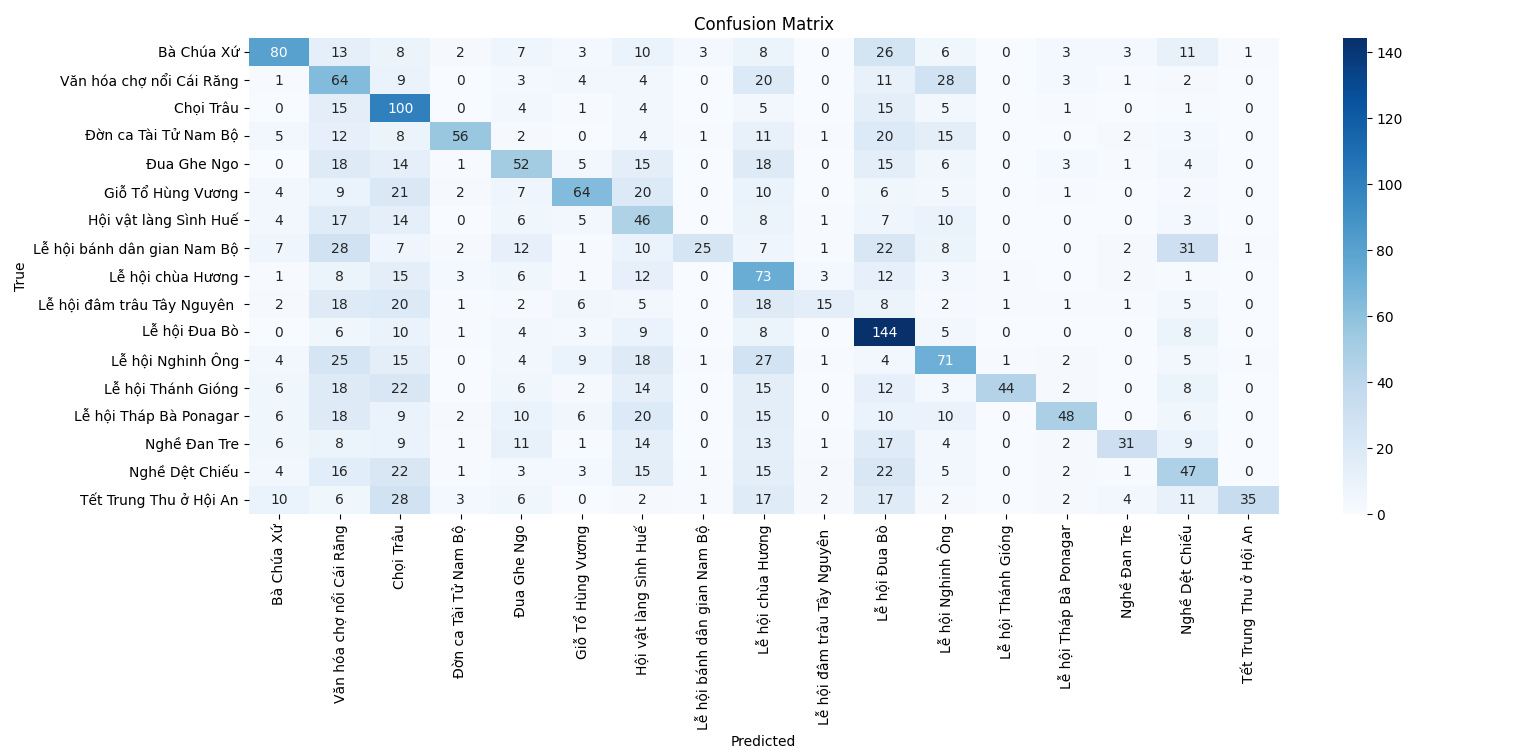 Confusion Matrix
Bà Chúa Xứ 80 13 8 2 7 3 10 3 8 0 26 6 0 3 3 11 1
Văn hóa chợ nổi Cái Răng 1 64 9 0 3 4 4 0 20 0 11 28 0 3 1 2 0
Chọi Trâu 0 15 100 0 4 1 4 0 5 0 15 5 0 1 0 1 0
Đờn ca Tài Tử Nam Bộ 5 12 8 56 2 0 4 1 11 1 20 15 0 0 2 3 0
Đua Ghe Ngo 0 18 14 1 52 5 15 0 18 0 15 6 0 3 1 4 0
Giỗ Tổ Hùng Vương 4 9 21 2 7 64 20 0 10 0 6 5 0 1 0 2 0
Hội vật làng Sình Huế 4 17 14 0 6 5 46 0 8 1 7 10 0 0 0 3 0
Lễ hội bánh dân gian Nam Bộ 7 28 7 2 12 1 10 25 7 1 22 8 0 0 2 31 1
Lễ hội chùa Hương 1 8 15 3 6 1 12 0 73 3 12 3 1 0 2 1 0
Lễ hội đâm trâu Tây Nguyên 2 18 20 1 2 6 5 0 18 15 8 2 1 1 1 5 0
Lễ hội Đua Bò 0 6 10 1 4 3 9 0 8 0 144 5 0 0 0 8 0
Lễ hội Nghinh Ông 4 25 15 0 4 9 18 1 27 1 4 71 1 2 0 5 1
Lễ hội Thánh Gióng 6 18 22 0 6 2 14 0 15 0 12 3 44 2 0 8 0
Lễ hội Tháp Bà Ponagar 6 18 9 2 10 6 20 0 15 0 10 10 0 48 0 6 0
Nghề Đan Tre 6 8 9 1 11 1 14 0 13 1 17 4 0 2 31 9 0
Nghề Dệt Chiếu 4 16 22 1 3 3 15 1 15 2 22 5 0 2 1 47 0
Tết Trung Thu ở Hội An 10 6 28 3 6 0 2 1 17 2 17 2 0 2 4 11 35
True
Bà Chúa Xứ
Văn hóa chợ nổi Cái Răng
Chọi Trâu
Đờn ca Tài Tử Nam Bộ
Đua Ghe Ngo
Giỗ Tổ Hùng Vương
Hội vật làng Sình Huế
Lễ hội bánh dân gian Nam Bộ
Lễ hội chùa Hương
Lễ hội đâm trâu Tây Nguyên
Lễ hội Đua Bò
Lễ hội Nghinh Ông
Lễ hội Thánh Gióng
Lễ hội Tháp Bà Ponagar
Nghề Đan Tre
Nghề Dệt Chiếu
Tết Trung Thu ở Hội An
Predicted
140
120
100
80
60
40
20
0